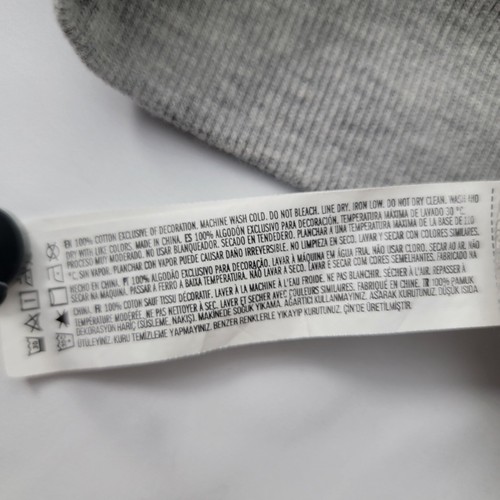 EN 100% COTTON EXCLUSIVE OF DECORATION. MACHINE WASH COLD. DO NOT BLEACH. LINE DRY. IRON LOW. DO NOT DRY CLEAN. WASH AND
DRY WITH LIKE COLORS. MADE IN CHINA. ES 100% ALGODÓN EXCLUSIVO DE DECORACIÓN. TEMPERATURA MÁXIMA DE LAVADO 30 °C.
PROCESO MUY MODERADO. NO USAR BLANQUEADOR. SECADO EN TENDEDERO. PLANCHAR A UNA TEMPERATURA MÁXIMA DE LA BASE DE 110
°C, SIN VAPOR. PLANCHAR CON VAPOR PUEDE CAUSAR DAÑO IRREVERSIBLE. NO LIMPIEZA EN SECO. LAVAR Y SECAR CON COLORES SIMILARES.
HECHO EN CHINA. PT 100% ALGODÃO EXCLUSIVO PARA DECORAÇÃO. LAVAR À MÁQUINA EM ÁGUA FRIA. NÃO USAR CLORO. SECAR AO AR. NÃO
SECAR NA MÁQUINA. PASSAR A FERRO A BAIXA TEMPERATURA. NÃO LAVAR A SECO. LAVAR E SECAR COM CORES SEMELHANTES. FABRICADO NA
CHINA. FR 100% COTON SAUF TISSU DÉCORATIF. LAVER À LA MACHINE À L'EAU FROIDE. NE PAS BLANCHIR. SÉCHER À L'AIR. REPASSER À
TEMPÉRATURE MODÉRÉE. NE PAS NETTOYER À SEC. LAVER ET SÉCHER AVEC COULEURS SIMILAIRES. FABRIQUÉ EN CHINE. TR 100% PAMUK
DEKORASYON HARİÇ (SÜSLEME, NAKIŞ). MAKİNEDE SOĞUK YIKAMA. AĞARTICI KULLANMAYINIZ. ASARAK KURUTUNUZ. DÜŞÜK ISIDA
ÜTÜLEYİNİZ. KURU TEMİZLEME YAPMAYINIZ. BENZER RENKLERLE YIKAYIP KURUTUNUZ. ÇİN'DE ÜRETİLMİŞTİR.